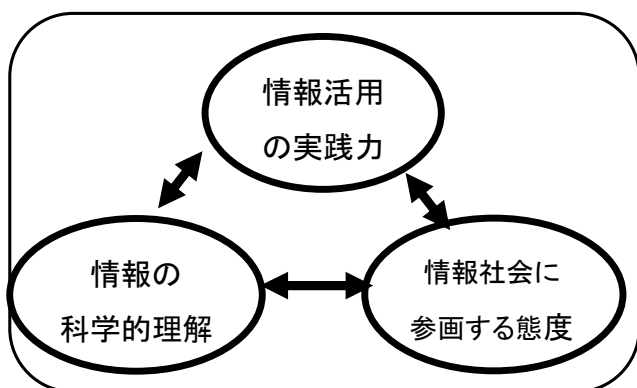 情報活用
の実践力
情報の
科学的理解
情報社会に
参画する態度